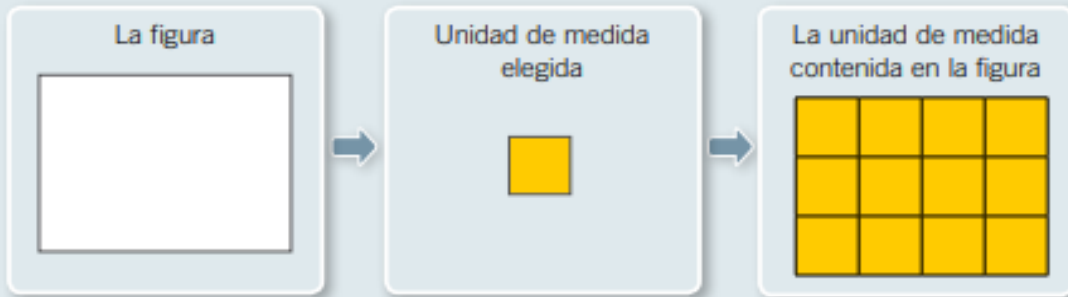 La figura
Unidad de medida
elegida
La unidad de medida
contenida en la figura